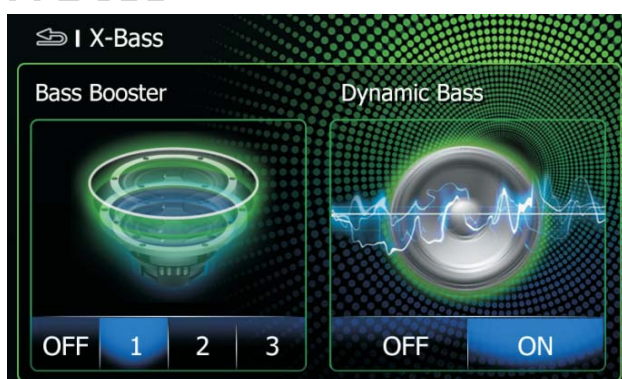 I X-Bass
Bass Booster
Dynamic Bass
OFF 1 2 3
OFF ON